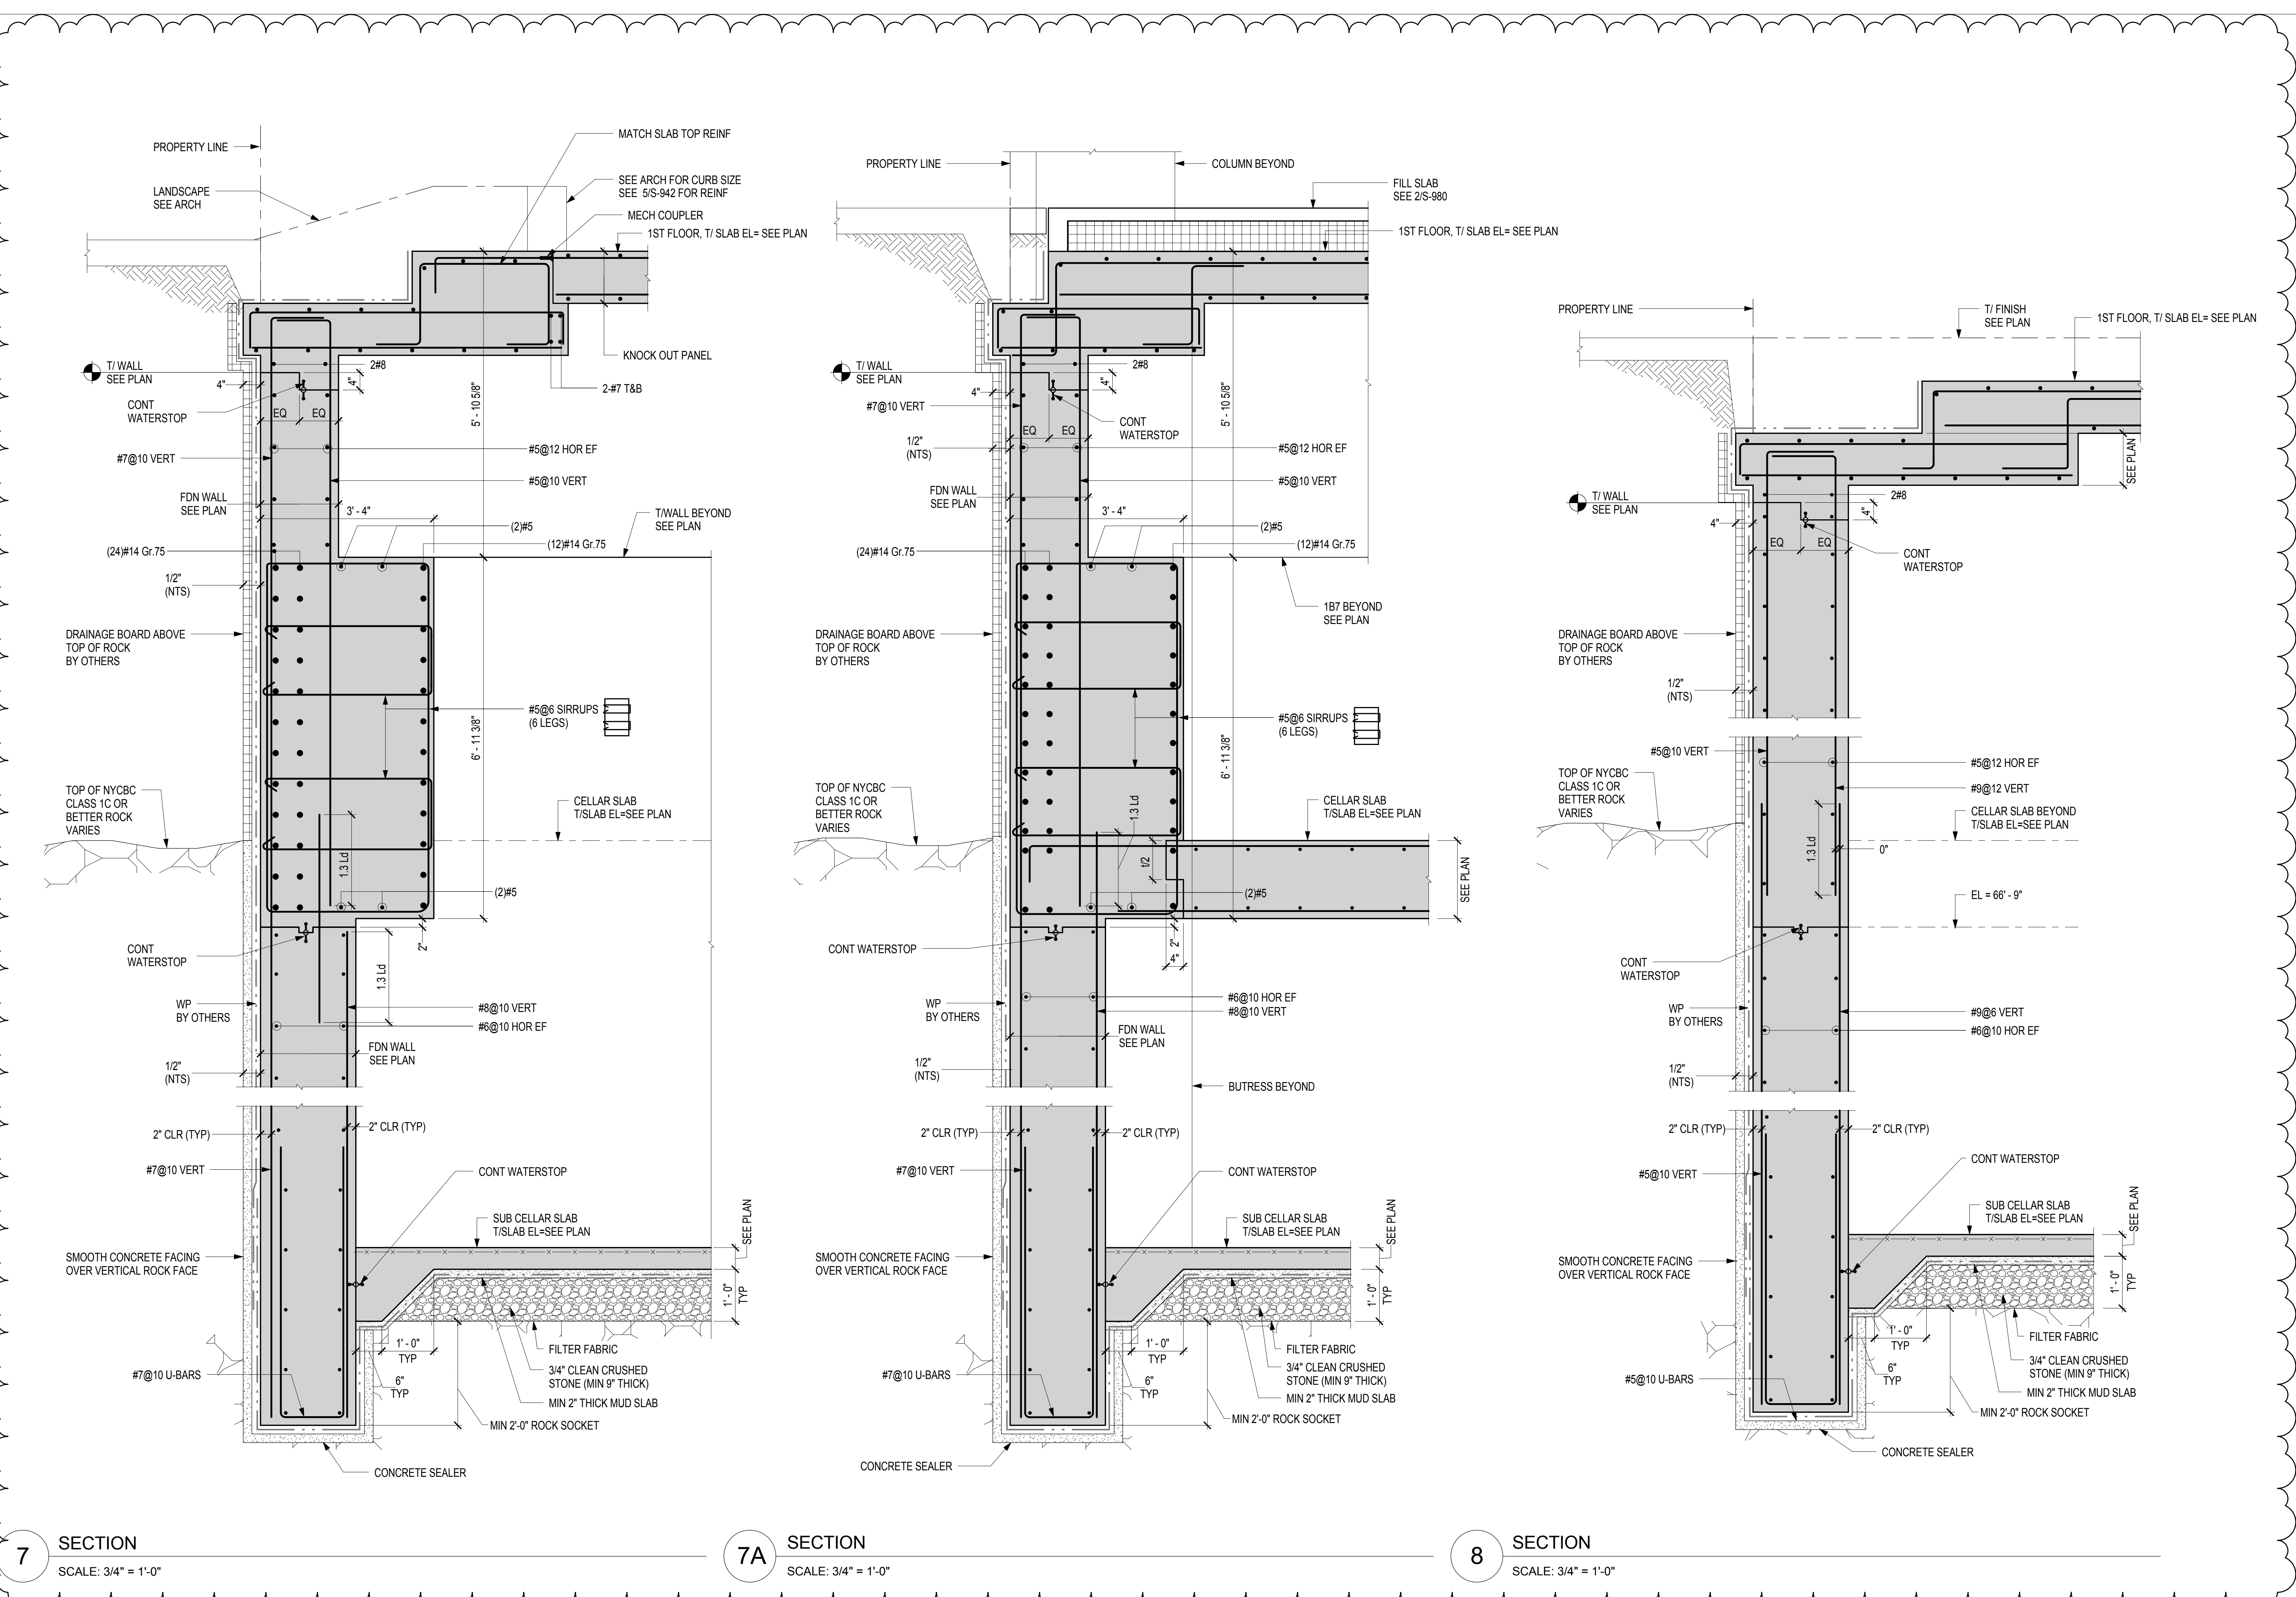 PROPERTY LINE
LANDSCAPE
SEE ARCH
MATCH SLAB TOP REINF
SEE ARCH FOR CURB SIZE
SEE 5/S-942 FOR REINF
MECH COUPLER
1ST FLOOR, T/ SLAB EL= SEE PLAN
T/ WALL
SEE PLAN
4"
2#8
4"
KNOCK OUT PANEL
2-#7 T&B
CONT
WATERSTOP
EQ
EQ
5' - 10 5/8"
#7@10 VERT
#5@12 HOR EF
#5@10 VERT
FDN WALL
SEE PLAN
3' - 4"
(2)#5
T/WALL BEYOND
SEE PLAN
(24)#14 Gr.75
(12)#14 Gr.75
1/2"
(NTS)
DRAINAGE BOARD ABOVE
TOP OF ROCK
BY OTHERS
#5@6 SIRRUPS
(6 LEGS)
6' - 11 3/8"
TOP OF NYCBC
CLASS 1C OR
BETTER ROCK
VARIES
CELLAR SLAB
T/SLAB EL=SEE PLAN
1.3 Ld
(2)#5
CONT
WATERSTOP
2"
1.3 Ld
WP
BY OTHERS
#8@10 VERT
#6@10 HOR EF
FDN WALL
SEE PLAN
1/2"
(NTS)
2" CLR (TYP)
2" CLR (TYP)
#7@10 VERT
CONT WATERSTOP
SUB CELLAR SLAB
T/SLAB EL=SEE PLAN
SEE PLAN
SMOOTH CONCRETE FACING
OVER VERTICAL ROCK FACE
1' - 0"
TYP
1' - 0"
TYP
6"
TYP
FILTER FABRIC
3/4" CLEAN CRUSHED
STONE (MIN 9" THICK)
MIN 2" THICK MUD SLAB
MIN 2'-0" ROCK SOCKET
#7@10 U-BARS
CONCRETE SEALER
7
SECTION
SCALE: 3/4" = 1'-0"
PROPERTY LINE
COLUMN BEYOND
FILL SLAB
SEE 2/S-980
1ST FLOOR, T/ SLAB EL= SEE PLAN
T/ WALL
SEE PLAN
4"
2#8
4"
#7@10 VERT
CONT
WATERSTOP
EQ
EQ
5' - 10 5/8"
1/2"
(NTS)
#5@12 HOR EF
#5@10 VERT
FDN WALL
SEE PLAN
3' - 4"
(2)#5
(24)#14 Gr.75
(12)#14 Gr.75
1B7 BEYOND
SEE PLAN
DRAINAGE BOARD ABOVE
TOP OF ROCK
BY OTHERS
#5@6 SIRRUPS
(6 LEGS)
6' - 11 3/8"
TOP OF NYCBC
CLASS 1C OR
BETTER ROCK
VARIES
CELLAR SLAB
T/SLAB EL=SEE PLAN
1.3 Ld
t/2
SEE PLAN
(2)#5
CONT WATERSTOP
2"
4"
WP
BY OTHERS
#6@10 HOR EF
#8@10 VERT
FDN WALL
SEE PLAN
1/2"
(NTS)
BUTRESS BEYOND
2" CLR (TYP)
2" CLR (TYP)
#7@10 VERT
CONT WATERSTOP
SUB CELLAR SLAB
T/SLAB EL=SEE PLAN
SEE PLAN
SMOOTH CONCRETE FACING
OVER VERTICAL ROCK FACE
1' - 0"
TYP
1' - 0"
TYP
6"
TYP
FILTER FABRIC
3/4" CLEAN CRUSHED
STONE (MIN 9" THICK)
MIN 2" THICK MUD SLAB
MIN 2'-0" ROCK SOCKET
#7@10 U-BARS
CONCRETE SEALER
7A
SECTION
SCALE: 3/4" = 1'-0"
PROPERTY LINE
T/ FINISH
SEE PLAN
1ST FLOOR, T/ SLAB EL= SEE PLAN
SEE PLAN
T/ WALL
SEE PLAN
2#8
4"
4"
EQ
EQ
CONT
WATERSTOP
DRAINAGE BOARD ABOVE
TOP OF ROCK
BY OTHERS
1/2"
(NTS)
#5@10 VERT
#5@12 HOR EF
TOP OF NYCBC
CLASS 1C OR
BETTER ROCK
VARIES
#9@12 VERT
CELLAR SLAB BEYOND
T/SLAB EL=SEE PLAN
1.3 Ld
0"
EL = 66' - 9"
CONT
WATERSTOP
WP
BY OTHERS
#9@6 VERT
#6@10 HOR EF
1/2"
(NTS)
2" CLR (TYP)
2" CLR (TYP)
#5@10 VERT
CONT WATERSTOP
SUB CELLAR SLAB
T/SLAB EL=SEE PLAN
SEE PLAN
SMOOTH CONCRETE FACING
OVER VERTICAL ROCK FACE
1' - 0"
TYP
1' - 0"
TYP
6"
TYP
FILTER FABRIC
3/4" CLEAN CRUSHED
STONE (MIN 9" THICK)
MIN 2" THICK MUD SLAB
MIN 2'-0" ROCK SOCKET
#5@10 U-BARS
CONCRETE SEALER
8
SECTION
SCALE: 3/4" = 1'-0"